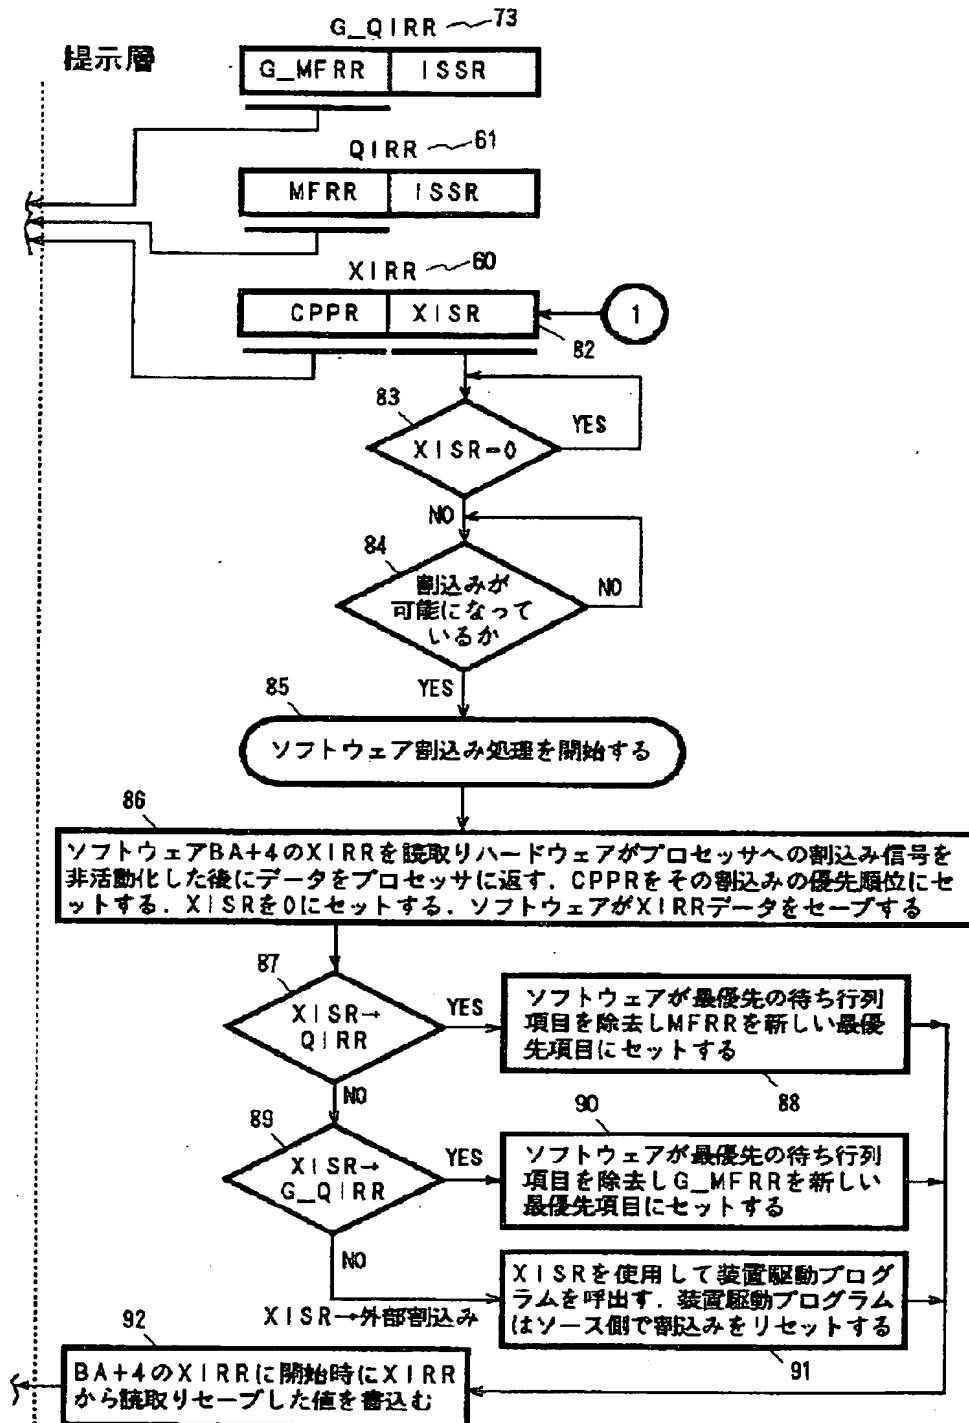 G_QIRR 73
提示層
G_MFRR ISSR
QIRR 61
MFRR ISSR
XIRR 60
CPPR XISR
1
82
83
XISR=0
YES
NO
84
割込みが
可能になって
いるか
NO
YES
85
ソフトウェア割込み処理を開始する
86
ソフトウェアBA+4のXIRRを読取りハードウェアがプロセッサへの割込み信号を
非活動化した後にデータをプロセッサに返す.CPPRをその割込みの優先順位にセ
ットする.XISRを0にセットする.ソフトウェアがXIRRデータをセーブする
87
XISR→
QIRR
YES
ソフトウェアが最優先の待ち行列
項目を除去しMFRRを新しい最優
先項目にセットする
88
NO
89
XISR→
G_QIRR
YES
90
ソフトウェアが最優先の待ち行列
項目を除去しG_MFRRを新しい
最優先項目にセットする
NO
XISR→外部割込み
XISRを使用して装置駆動プログ
ラムを呼出す.装置駆動プログラム
はソース側で割込みをリセットする
91
92
BA+4のXIRRに開始時にXIRR
から読取りセーブした値を書込む